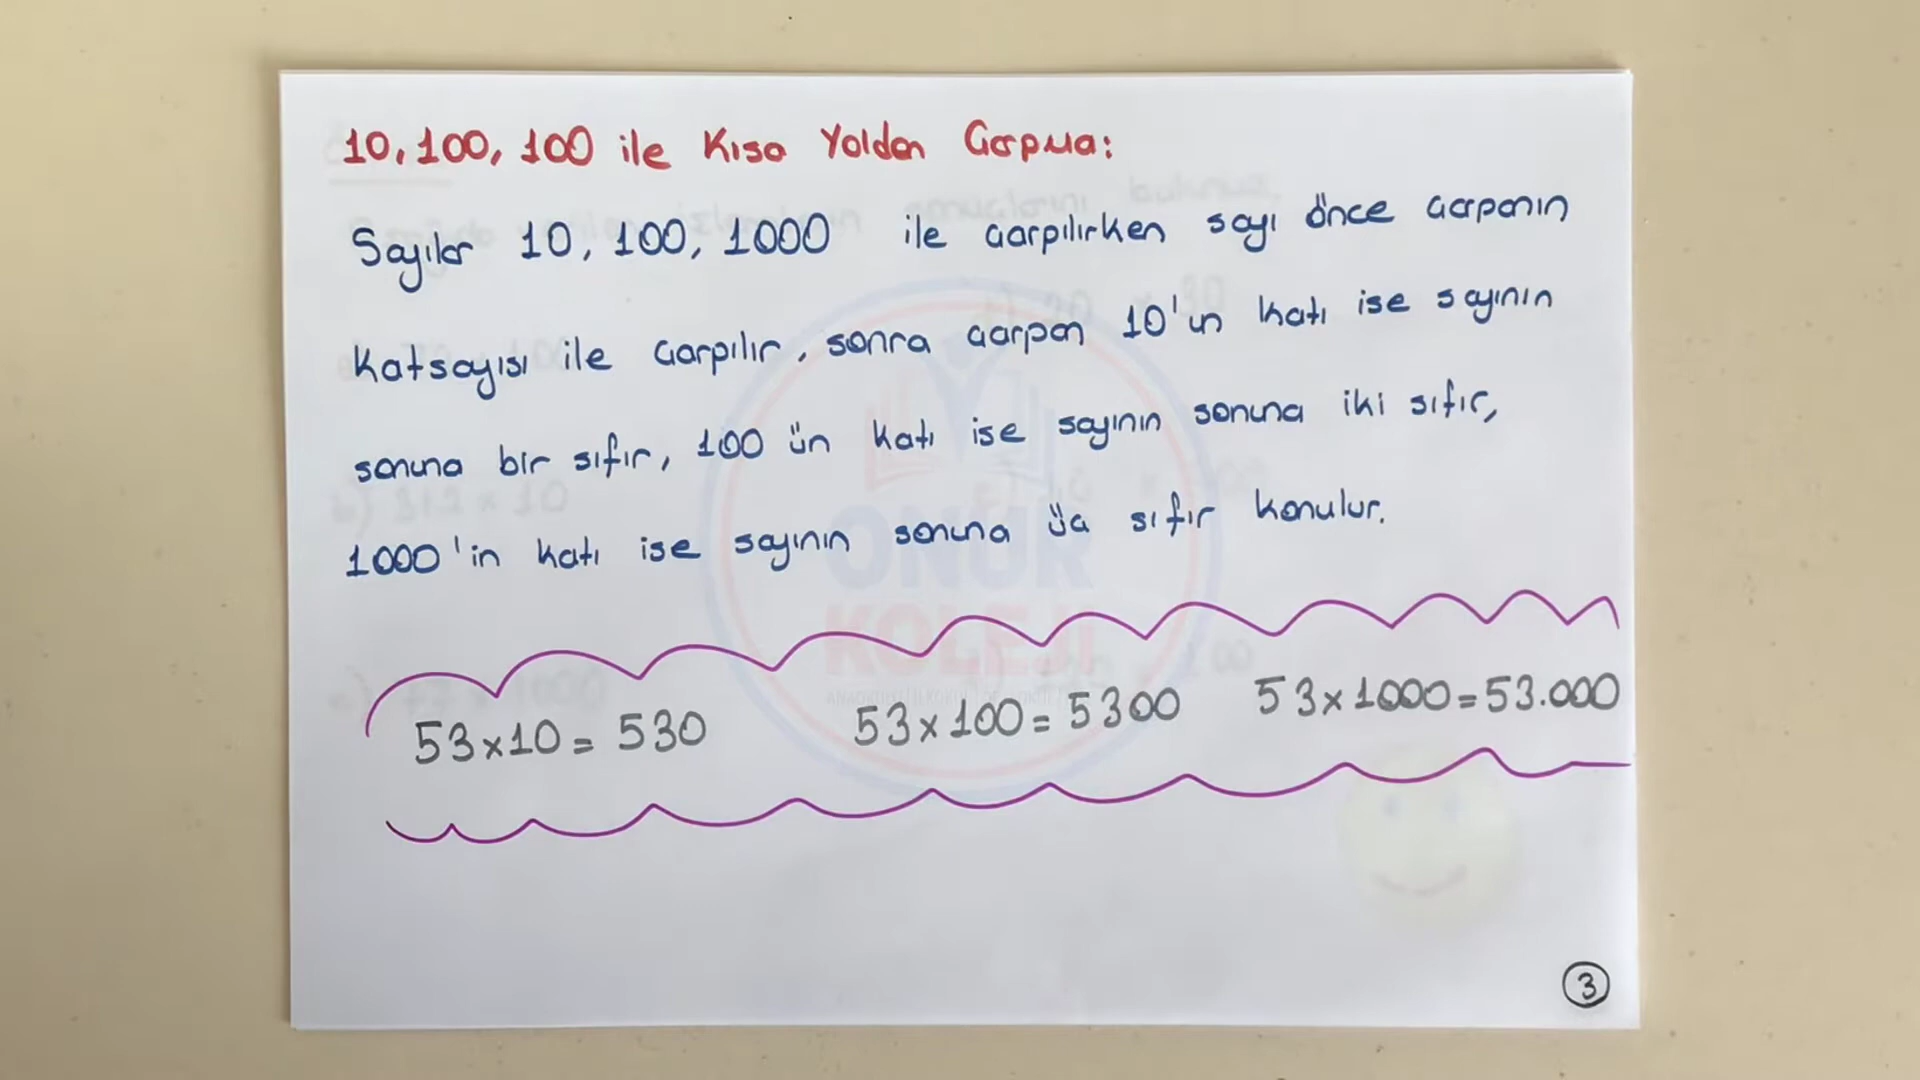 10, 100, 100 ile Kısa Yoldan Çarpma:
Sayılar 10, 100, 1000 ile çarpılırken sayı önce çarpanın
katsayısı ile çarpılır, sonra çarpan 10'un katı ise sayının
sonuna bir sıfır, 100 ün katı ise sayının sonuna iki sıfır,
1000'in katı ise sayının sonuna üç sıfır konulur.
53x10 = 530 53x100 = 5300 53x1000 = 53.000
ONUR
KOLEJİ
3